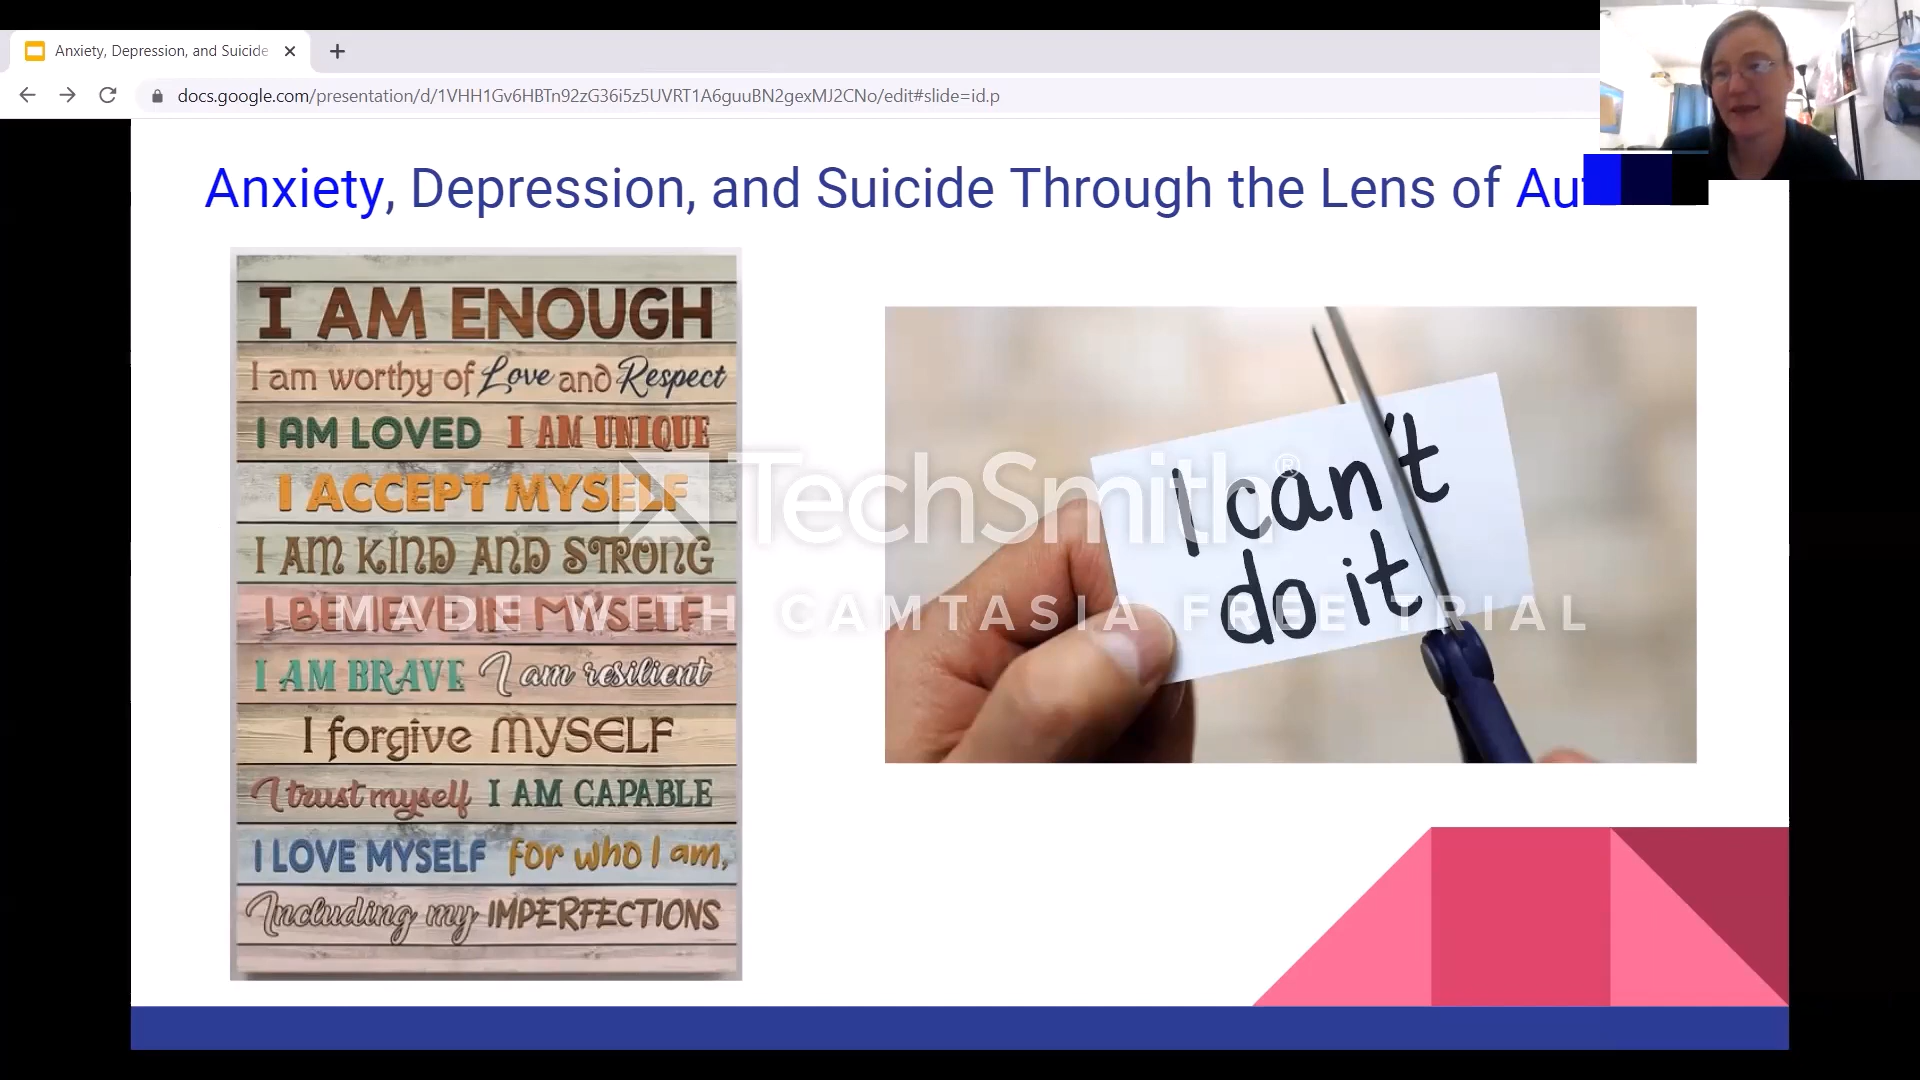 Anxiety, Depression, and Suicide
docs.google.com/presentation/d/1VHH1Gv6HBTn92zG36i5z5UVRT1A6guuBN2gexMJ2CNo/edit#slide=id.p
Anxiety, Depression, and Suicide Through the Lens of Au
I AM ENOUGH
I am worthy of Love and Respect
I AM LOVED I AM UNIQUE
I ACCEPT MYSELF
I AM KIND AND STRONG
I BELIEVE IN MYSELF
I AM BRAVE I am resilient
I forgive MYSELF
I trust myself I AM CAPABLE
I LOVE MYSELF for who I am,
Including my IMPERFECTIONS
I can't
do it
TechSmith®
MADE WITH CAMTASIA FREE TRIAL